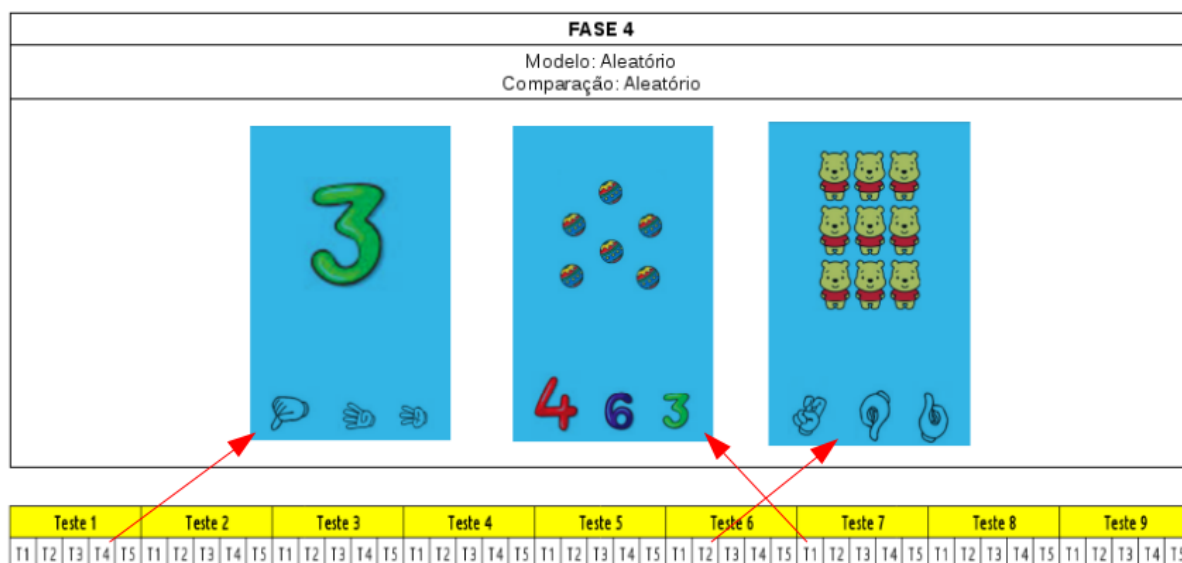 FASE 4
Modelo: Aleatório
Comparação: Aleatório
3
4 6 3
Teste 1 Teste 2 Teste 3 Teste 4 Teste 5 Teste 6 Teste 7 Teste 8 Teste 9
T1 T2 T3 T4 T5 T1 T2 T3 T4 T5 T1 T2 T3 T4 T5 T1 T2 T3 T4 T5 T1 T2 T3 T4 T5 T1 T2 T3 T4 T5 T1 T2 T3 T4 T5 T1 T2 T3 T4 T5 T1 T2 T3 T4 T5